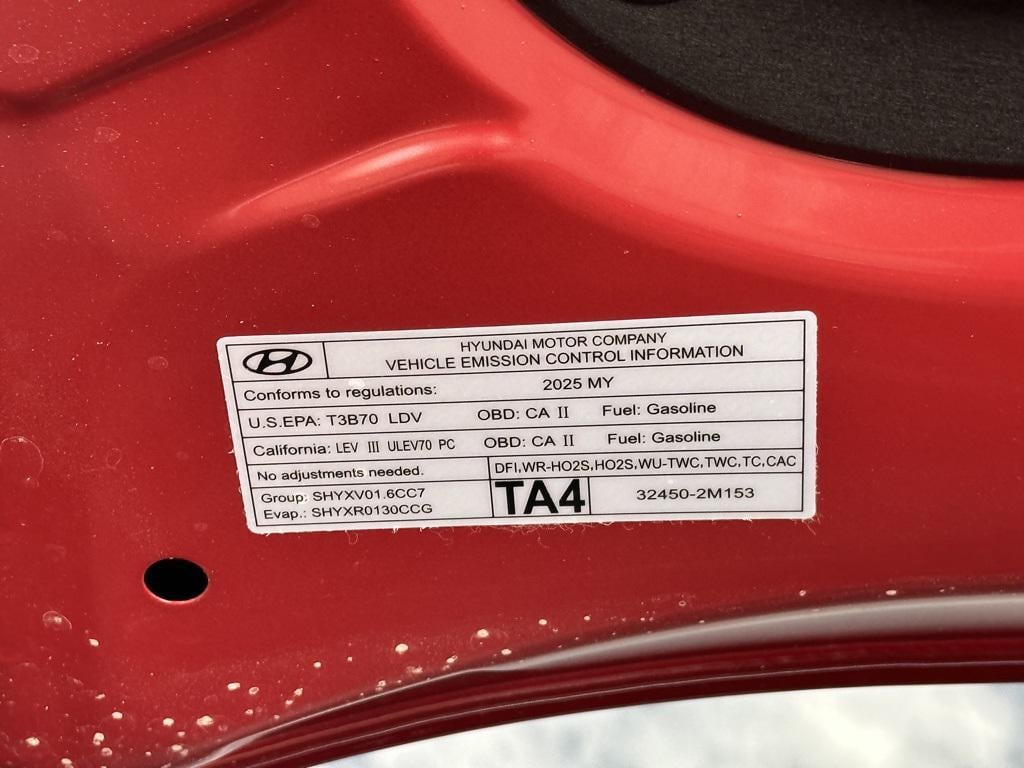 HYUNDAI MOTOR COMPANY
VEHICLE EMISSION CONTROL INFORMATION
Conforms to regulations: 2025 MY
U.S.EPA: T3B70 LDV OBD: CA II Fuel: Gasoline
California: LEV III ULEV70 PC OBD: CA II Fuel: Gasoline
No adjustments needed. DFI,WR-HO2S,HO2S,WU-TWC,TWC,TC,CAC
Group: SHYXV01.6CC7
Evap.: SHYXR0130CCG
TA4 32450-2M153